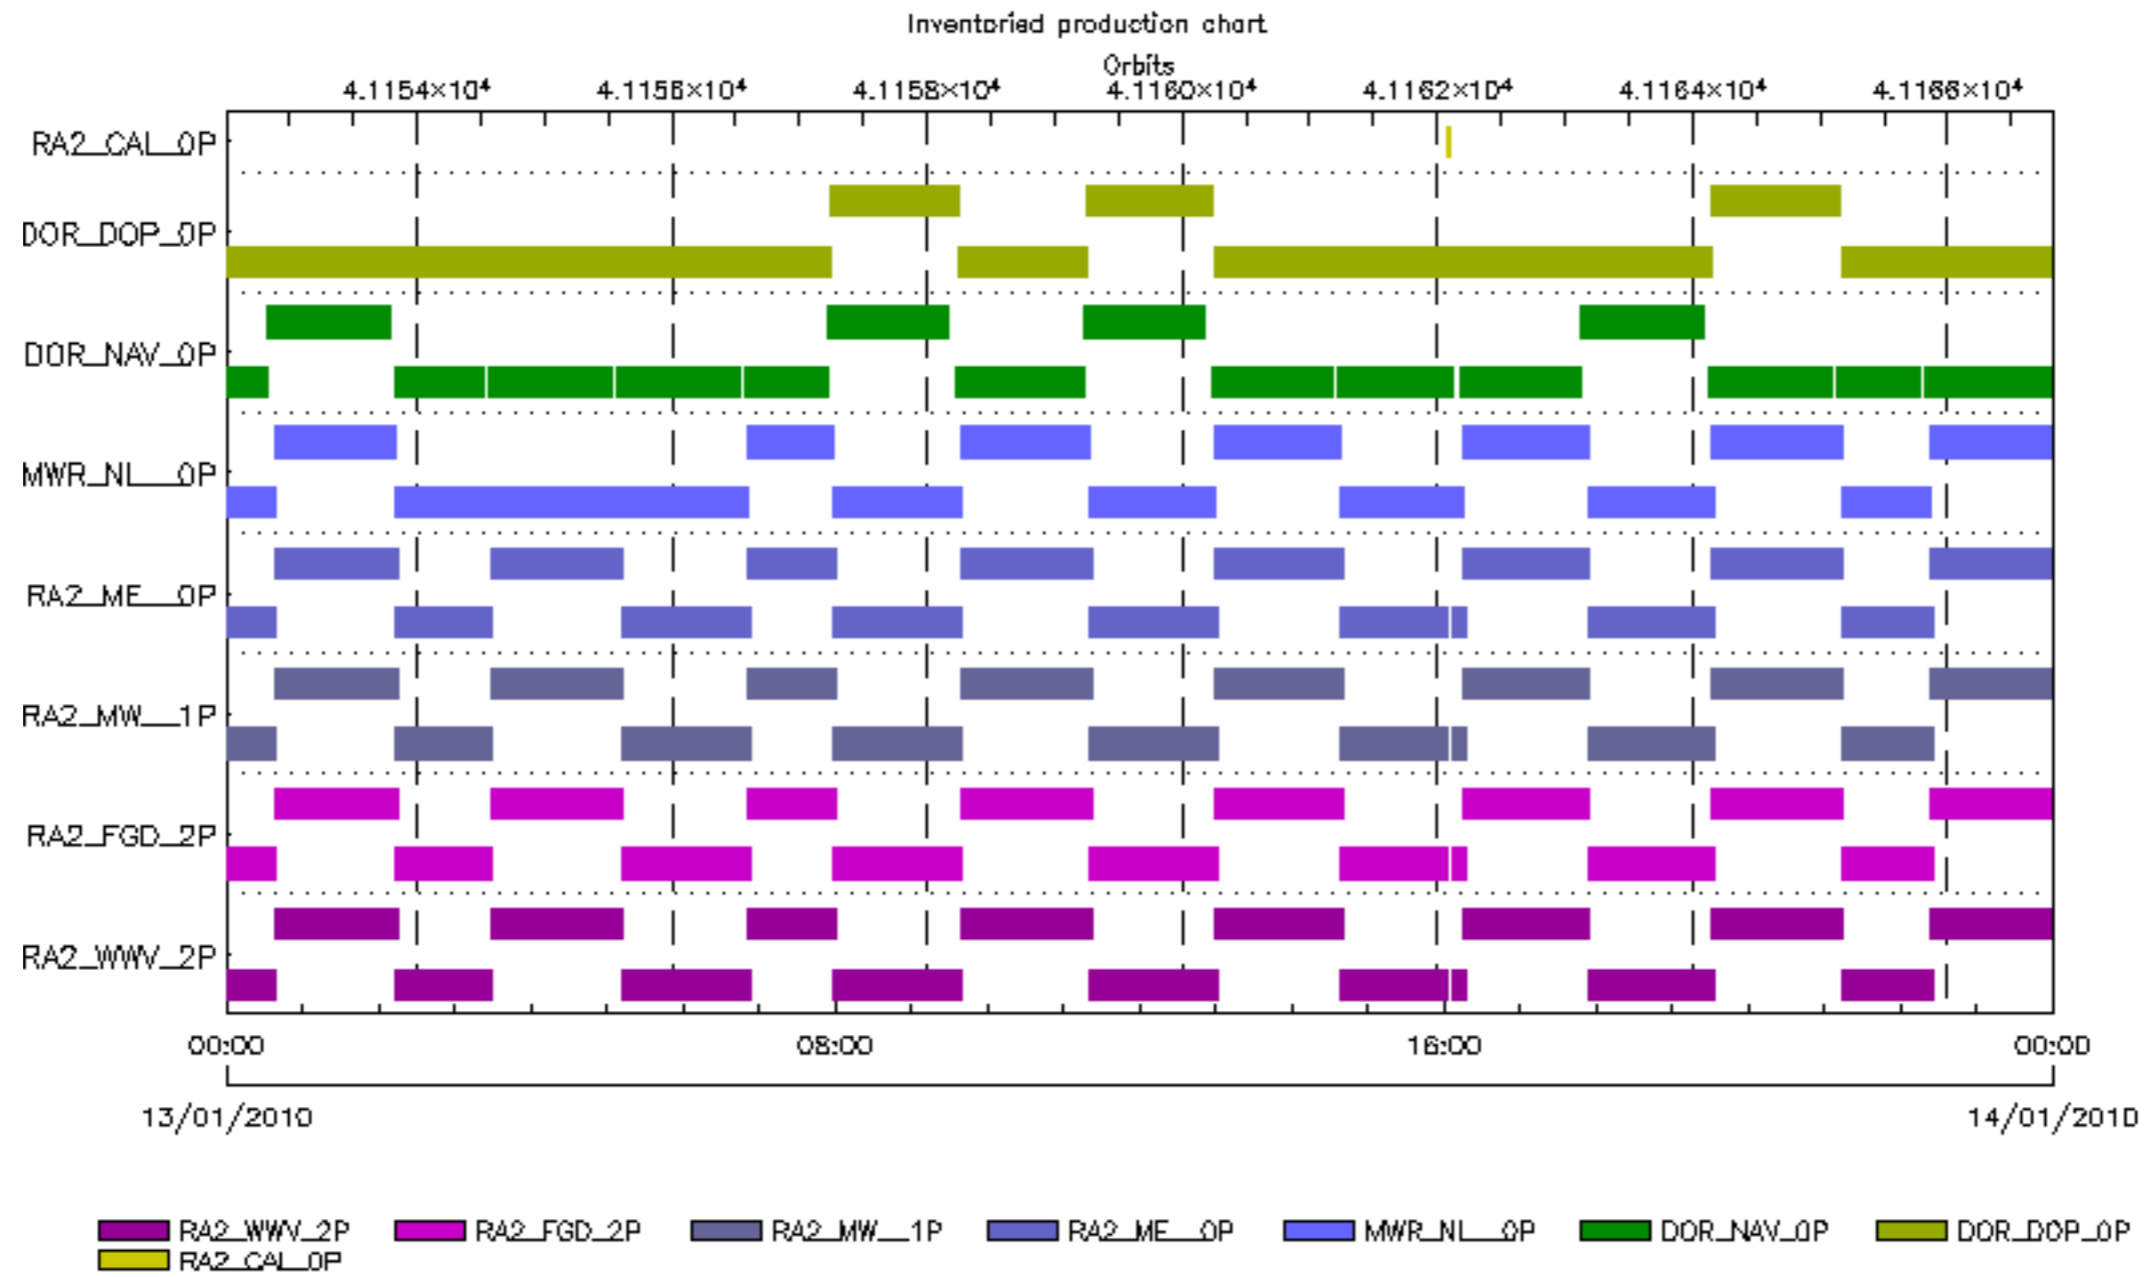 Inventoried production chart
Orbits
4.1154×10⁴ 4.1156×10⁴ 4.1158×10⁴ 4.1160×10⁴ 4.1162×10⁴ 4.1164×10⁴ 4.1166×10⁴
RA2_CAL_0P
DOR_DOP_0P
DOR_NAV_0P
MWR_NL__0P
RA2_ME__0P
RA2_MW__1P
RA2_FGD_2P
RA2_WWV_2P
00:00 08:00 16:00 00:00
13/01/2010 14/01/2010
RA2_WWV_2P RA2_FGD_2P RA2_MW__1P RA2_ME__0P MWR_NL__0P DOR_NAV_0P DOR_DOP_0P
RA2_CAL_0P